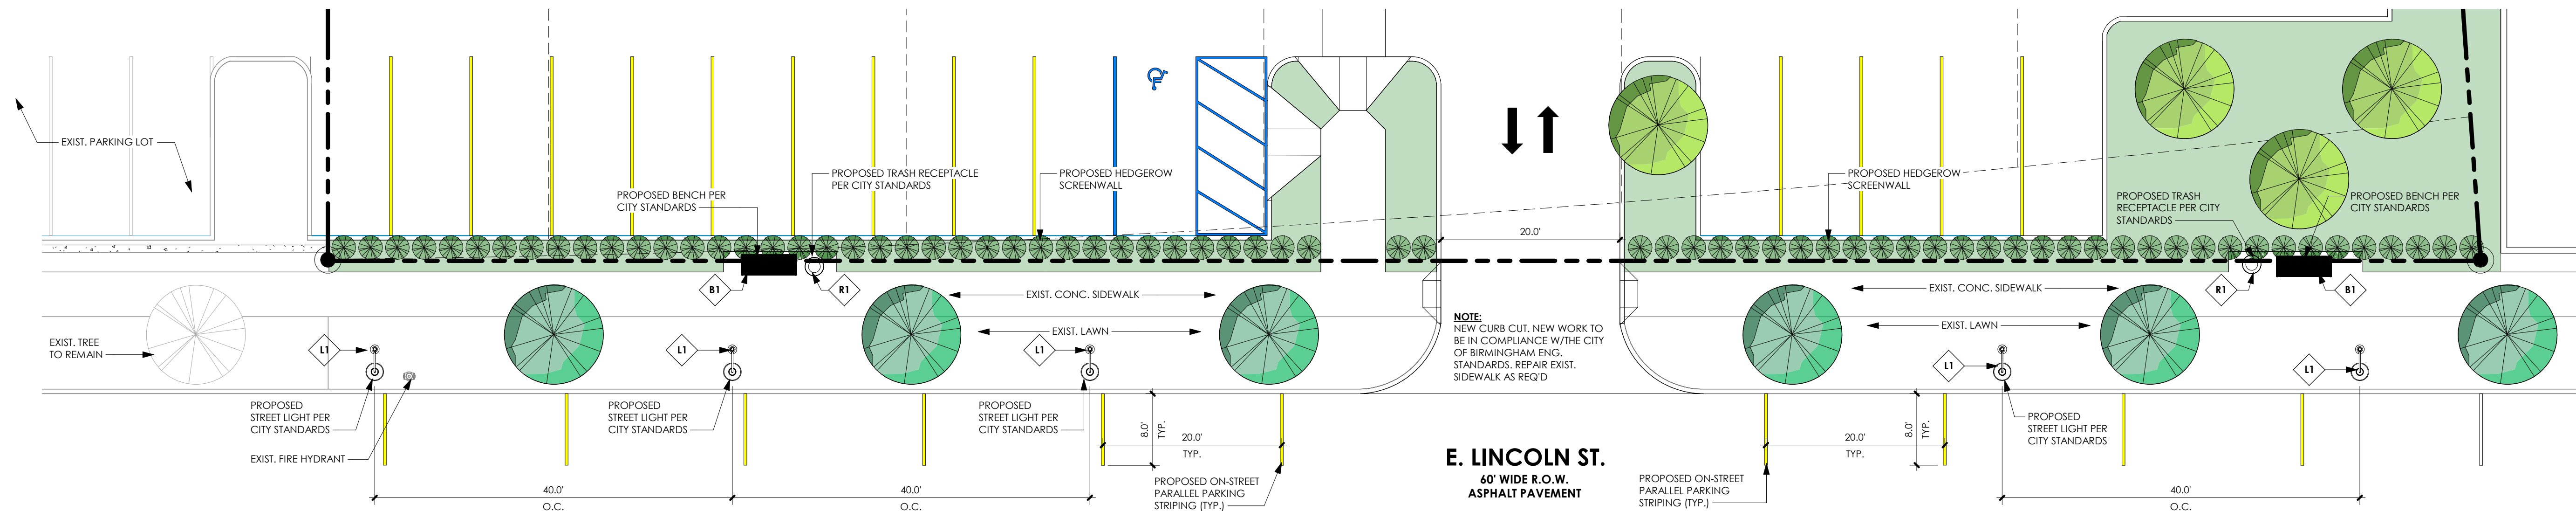 EXIST. PARKING LOT
PROPOSED BENCH PER
CITY STANDARDS
PROPOSED TRASH RECEPTACLE
PER CITY STANDARDS
PROPOSED HEDGEROW
SCREENWALL
20.0'
PROPOSED HEDGEROW
SCREENWALL
PROPOSED TRASH
RECEPTACLE PER CITY
STANDARDS
PROPOSED BENCH PER
CITY STANDARDS
B1
R1
R1
B1
EXIST. CONC. SIDEWALK
EXIST. CONC. SIDEWALK
EXIST. LAWN
EXIST. LAWN
EXIST. TREE
TO REMAIN
L1
L1
L1
L1
L1
NOTE:
NEW CURB CUT. NEW WORK TO
BE IN COMPLIANCE W/THE CITY
OF BIRMINGHAM ENG.
STANDARDS. REPAIR EXIST.
SIDEWALK AS REQ'D
PROPOSED
STREET LIGHT PER
CITY STANDARDS
EXIST. FIRE HYDRANT
PROPOSED
STREET LIGHT PER
CITY STANDARDS
PROPOSED
STREET LIGHT PER
CITY STANDARDS
8.0'
TYP.
20.0'
TYP.
PROPOSED ON-STREET
PARALLEL PARKING
STRIPING (TYP.)
E. LINCOLN ST.
60' WIDE R.O.W.
ASPHALT PAVEMENT
PROPOSED ON-STREET
PARALLEL PARKING
STRIPING (TYP.)
20.0'
TYP.
8.0'
TYP.
PROPOSED
STREET LIGHT PER
CITY STANDARDS
40.0'
O.C.
40.0'
O.C.
40.0'
O.C.